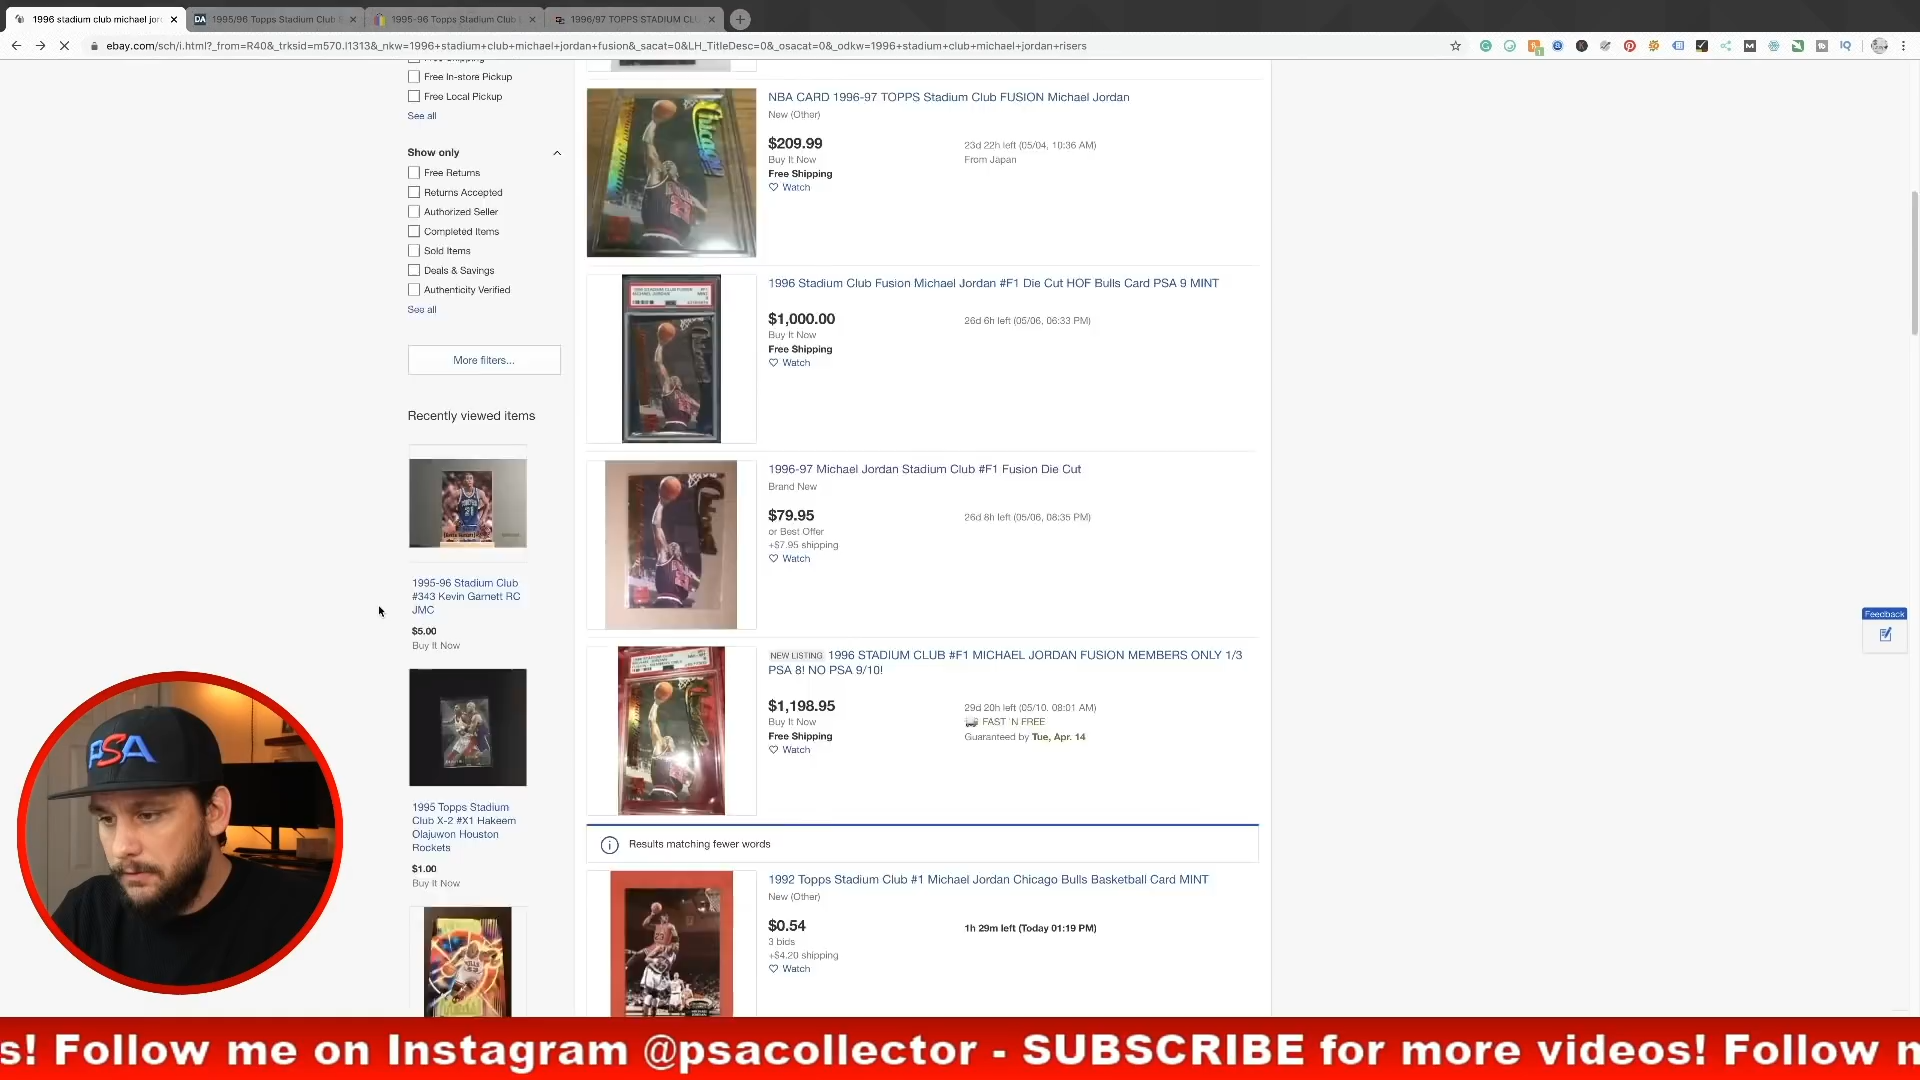 1996 stadium club michael jor
1995/96 Topps Stadium Club
1995-96 Topps Stadium Club
1996/97 TOPPS STADIUM CLU
ebay.com/sch/i.html?_from=R40&_trksid=m570.l1313&_nkw=1996+stadium+club+michael+jordan+fusion&_sacat=0&LH_TitleDesc=0&_osacat=0&_odkw=1996+stadium+club+michael+jordan+risers
Free In-store Pickup
Free Local Pickup
See all
Show only
Free Returns
Returns Accepted
Authorized Seller
Completed Items
Sold Items
Deals & Savings
Authenticity Verified
See all
More filters...
Recently viewed items
1995-96 Stadium Club
#343 Kevin Garnett RC
JMC
$5.00
Buy It Now
1995 Topps Stadium
Club X-2 #X1 Hakeem
Olajuwon Houston
Rockets
$1.00
Buy It Now
NBA CARD 1996-97 TOPPS Stadium Club FUSION Michael Jordan
New (Other)
$209.99
23d 22h left (05/04, 10:36 AM)
Buy It Now
From Japan
Free Shipping
Watch
1996 Stadium Club Fusion Michael Jordan #F1 Die Cut HOF Bulls Card PSA 9 MINT
$1,000.00
26d 6h left (05/06, 06:33 PM)
Buy It Now
Free Shipping
Watch
1996-97 Michael Jordan Stadium Club #F1 Fusion Die Cut
Brand New
$79.95
26d 8h left (05/06, 08:35 PM)
or Best Offer
+$7.95 shipping
Watch
NEW LISTING 1996 STADIUM CLUB #F1 MICHAEL JORDAN FUSION MEMBERS ONLY 1/3
PSA 8! NO PSA 9/10!
$1,198.95
29d 20h left (05/10, 08:01 AM)
Buy It Now
FAST 'N FREE
Free Shipping
Guaranteed by Tue, Apr. 14
Watch
Results matching fewer words
1992 Topps Stadium Club #1 Michael Jordan Chicago Bulls Basketball Card MINT
New (Other)
$0.54
1h 29m left (Today 01:19 PM)
3 bids
+$4.20 shipping
Watch
Feedback
PSA
s! Follow me on Instagram @psacollector - SUBSCRIBE for more videos! Follow m